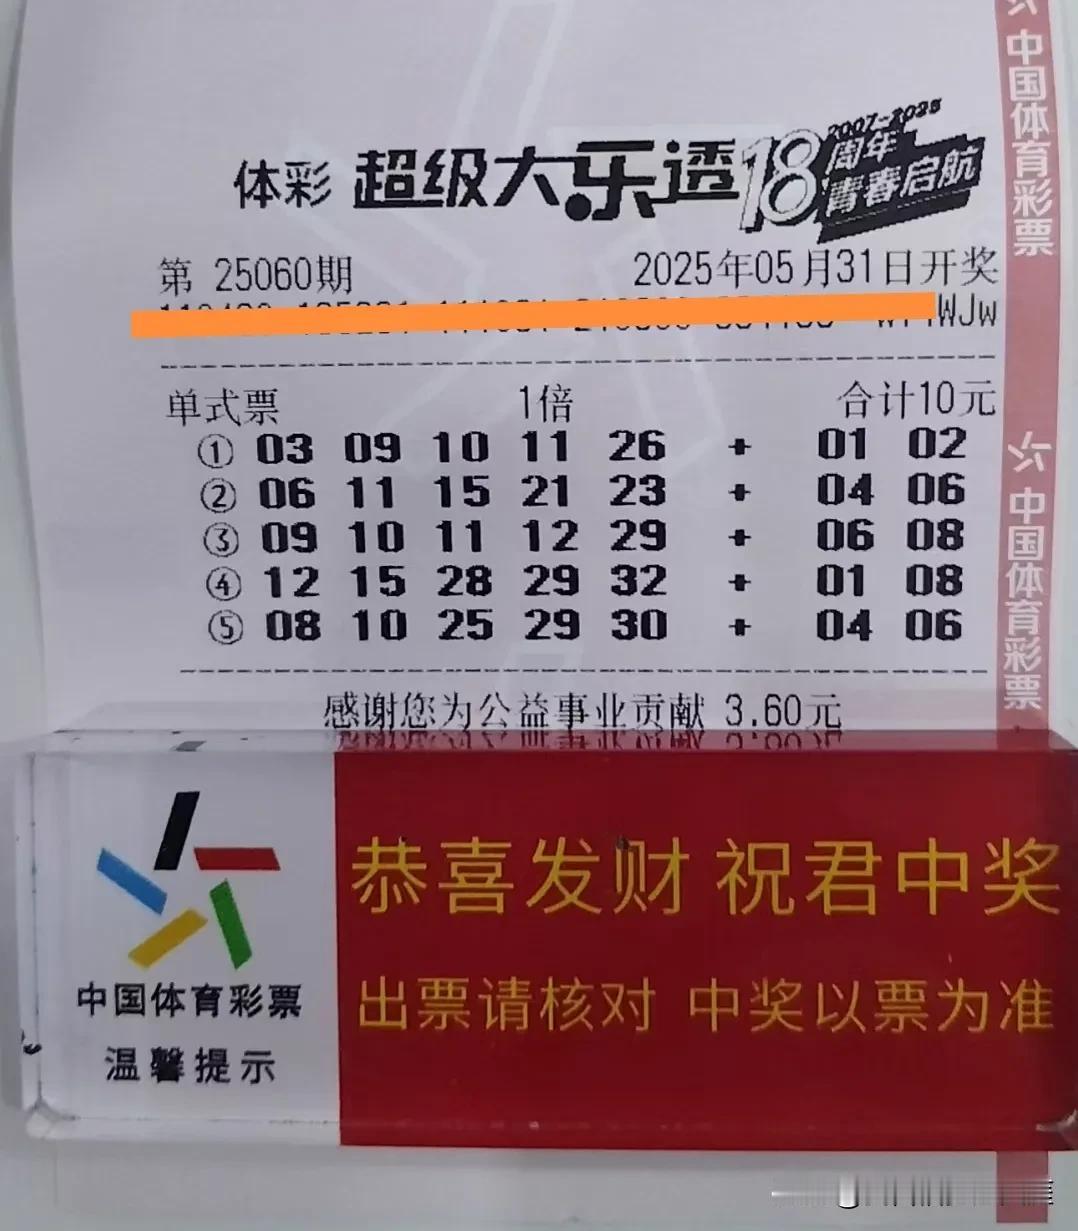 体彩 超级大乐透 18 2007-2025 周年 青春启航
第 25060期 2025年05月31日开奖
WJw
单式票 1倍 合计10元
① 03 09 10 11 26 + 01 02
② 06 11 15 21 23 + 04 06
③ 09 10 11 12 29 + 06 08
④ 12 15 28 29 32 + 01 08
⑤ 08 10 25 29 30 + 04 06
感谢您为公益事业贡献 3.60元
中国体育彩票
中国体育彩票
恭喜发财 祝君中奖
出票请核对 中奖以票为准
中国体育彩票
温馨提示